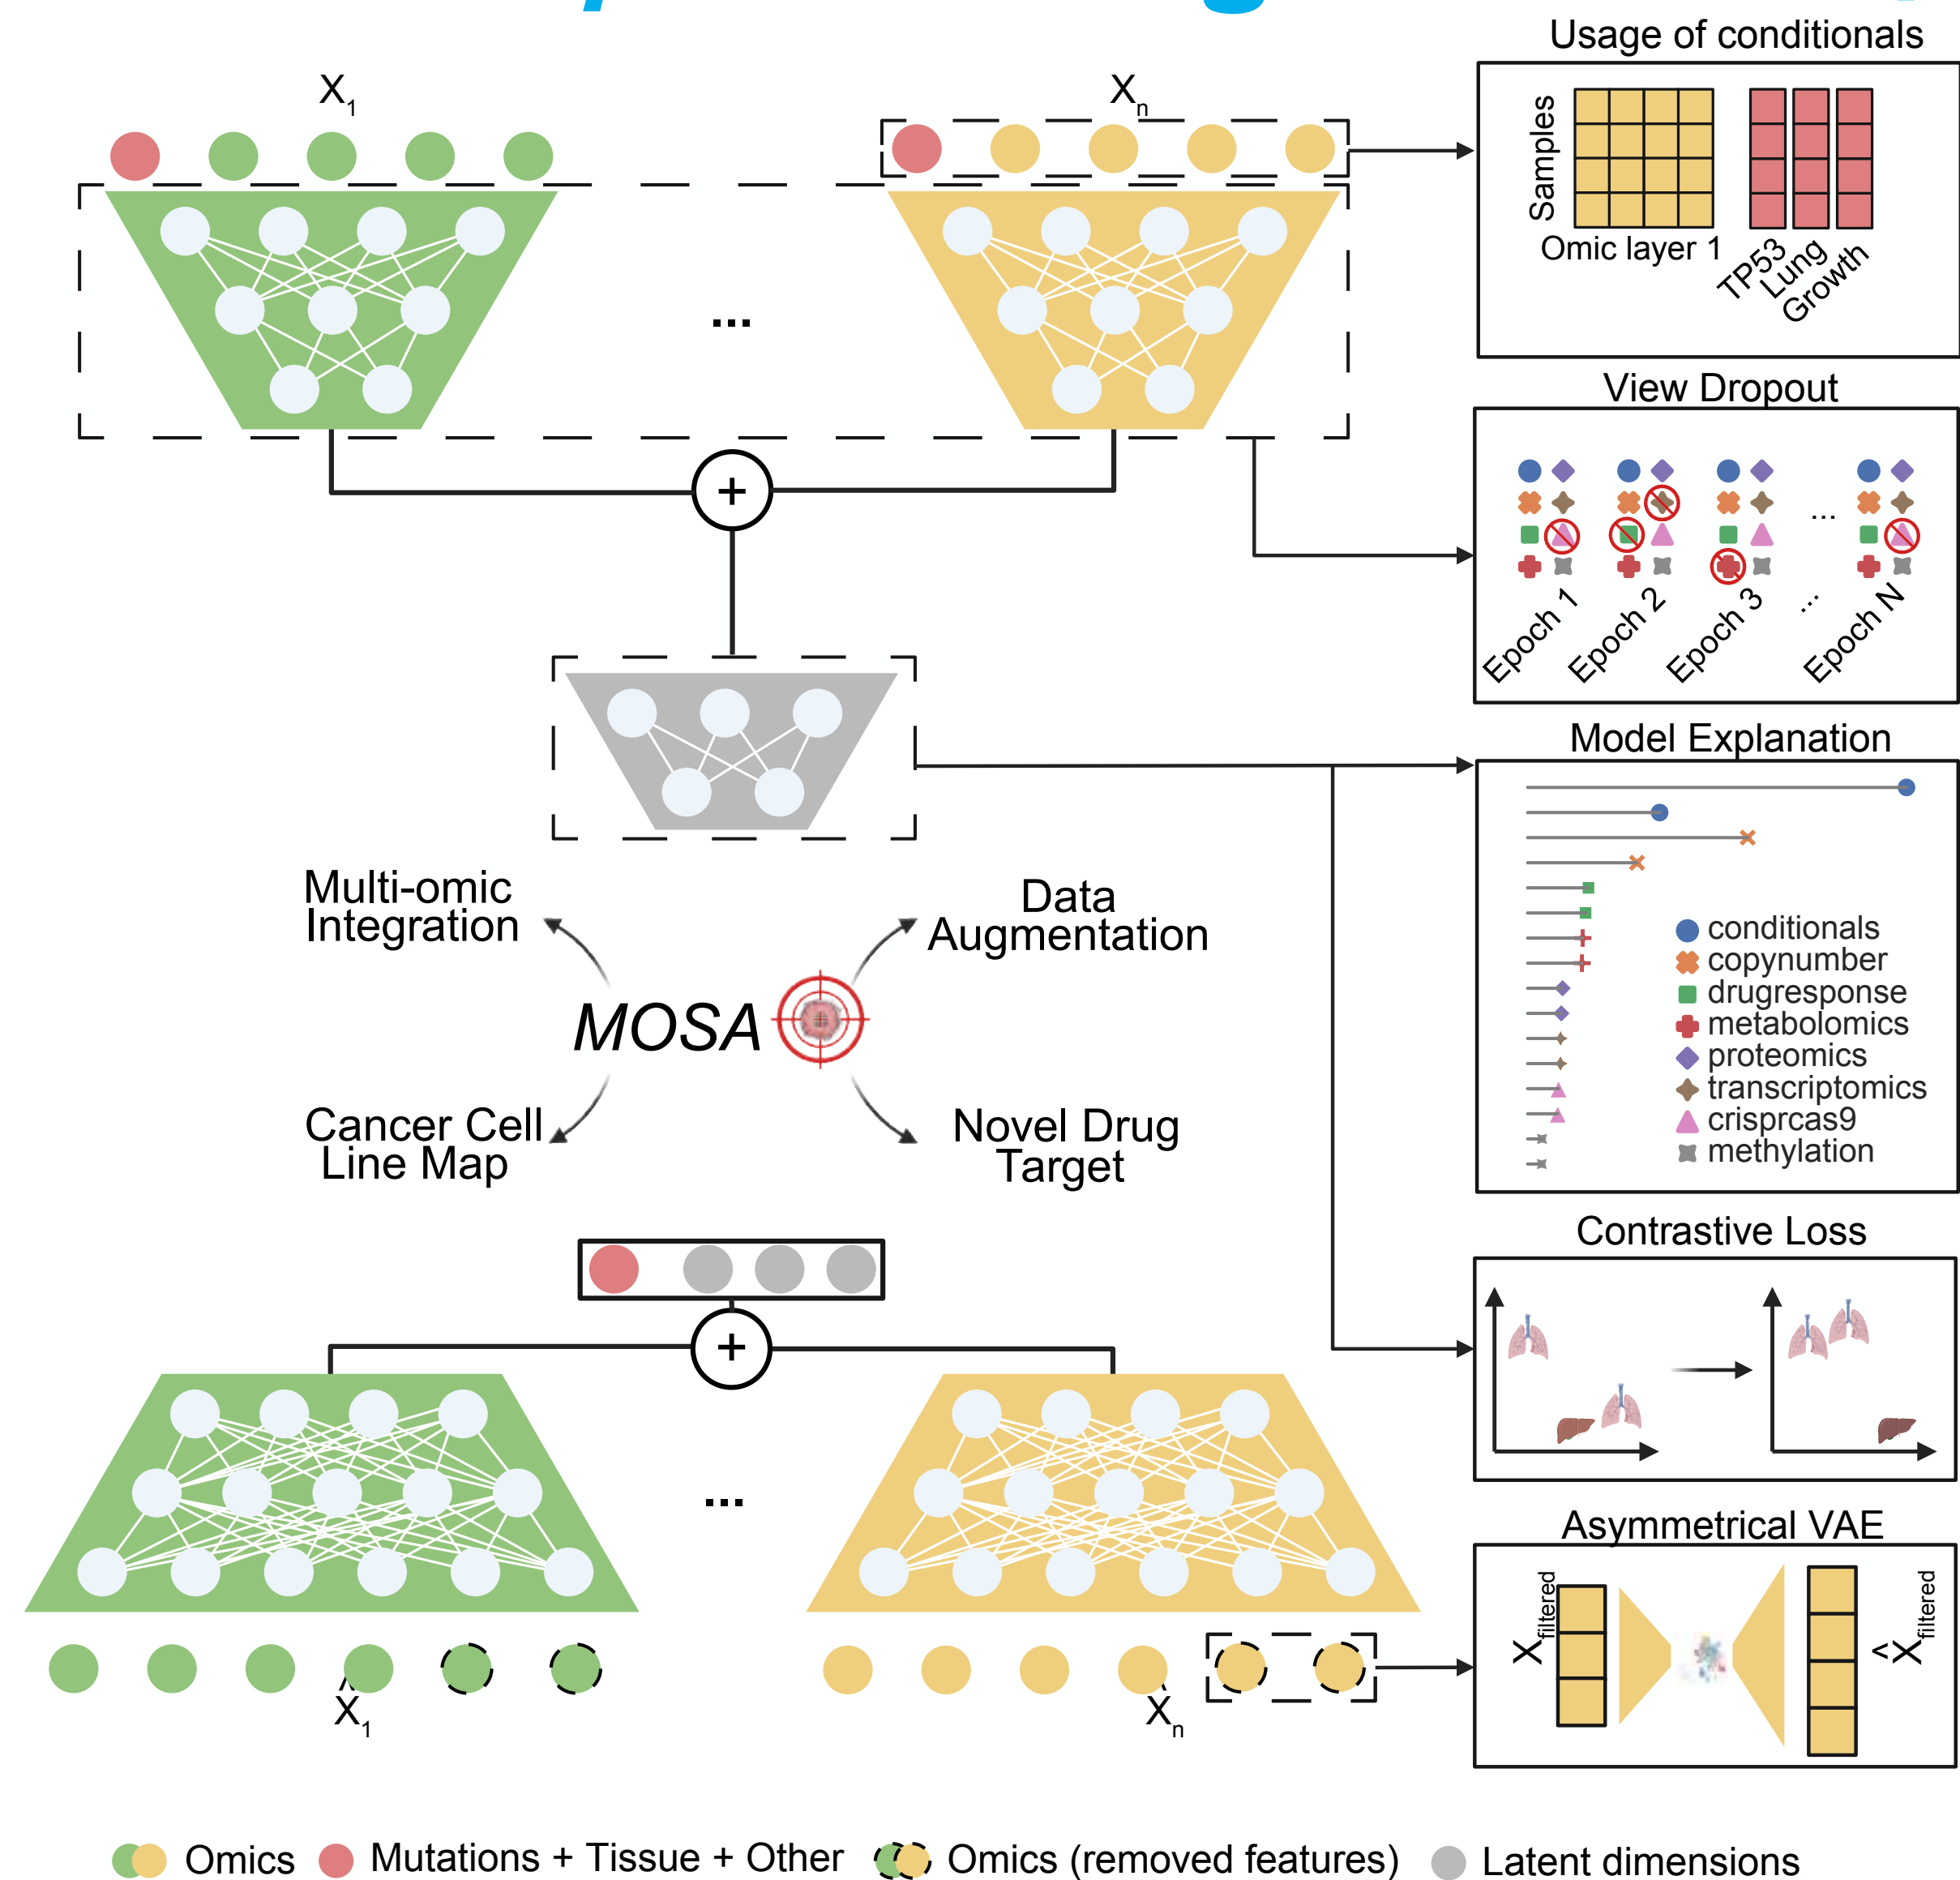 Usage of conditionals
X1
Xn
Samples
Omic layer 1
TP53
Lung
Growth
...
View Dropout
...
Epoch 1
Epoch 2
Epoch 3
...
Epoch N
+
Model Explanation
conditionals
copynumber
drugresponse
metabolomics
proteomics
transcriptomics
crisprcas9
methylation
Multi-omic
Integration
Data
Augmentation
MOSA
Cancer Cell
Line Map
Novel Drug
Target
Contrastive Loss
+
...
Asymmetrical VAE
Xfiltered
X̂filtered
X̂1
X̂n
Omics
Mutations + Tissue + Other
Omics (removed features)
Latent dimensions